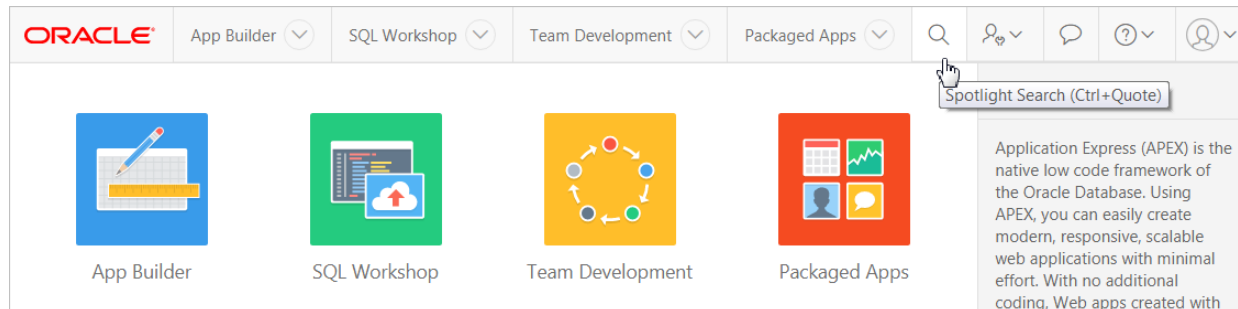 ORACLE
App Builder
SQL Workshop
Team Development
Packaged Apps
Spotlight Search (Ctrl+Quote)
App Builder
SQL Workshop
Team Development
Packaged Apps
Application Express (APEX) is the
native low code framework of
the Oracle Database. Using
APEX, you can easily create
modern, responsive, scalable
web applications with minimal
effort. With no additional
coding, Web apps created with